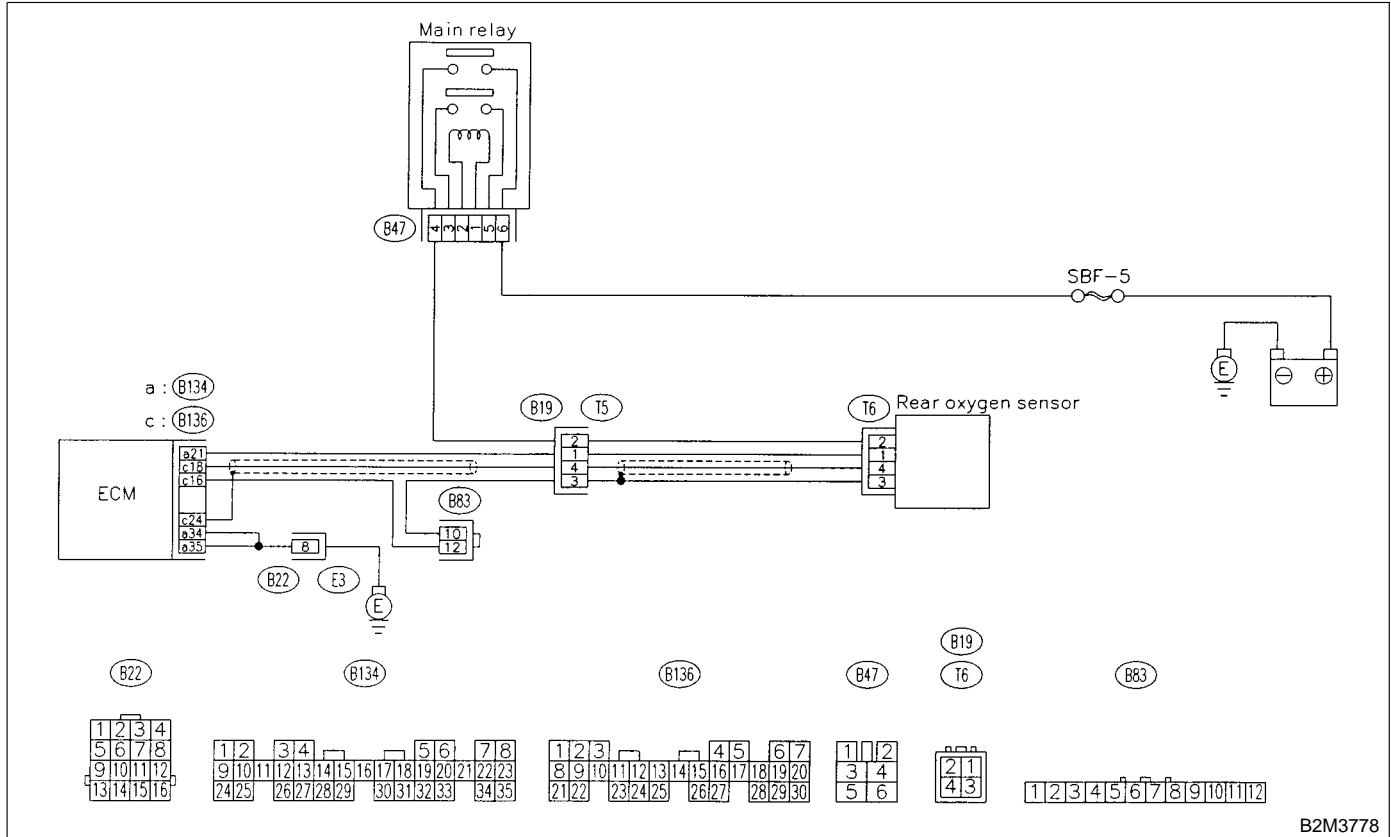 Main relay
B47
4 3 2 1 5 6
SBF-5
E
⊖ ⊕
a : B134
c : B136
B19 T5 T6 Rear oxygen sensor
ECM
a21
c18
c16
c24
a34
a35
2 2 2
1 1 1
4 4 4
3 3 3
B83
10
12
8
B22 E3
E
B22 B134 B136 B47 B19 T6 B83
1 2 3 4
5 6 7 8
9 10 11 12
13 14 15 16
1 2 3 4 5 6 7 8
9 10 11 12 13 14 15 16 17 18 19 20 21 22 23
24 25 26 27 28 29 30 31 32 33 34 35
1 2 3 4 5 6 7
8 9 10 11 12 13 14 15 16 17 18 19 20
21 22 23 24 25 26 27 28 29 30
1 2
3 4
5 6
2 1
4 3
1 2 3 4 5 6 7 8 9 10 11 12
B2M3778